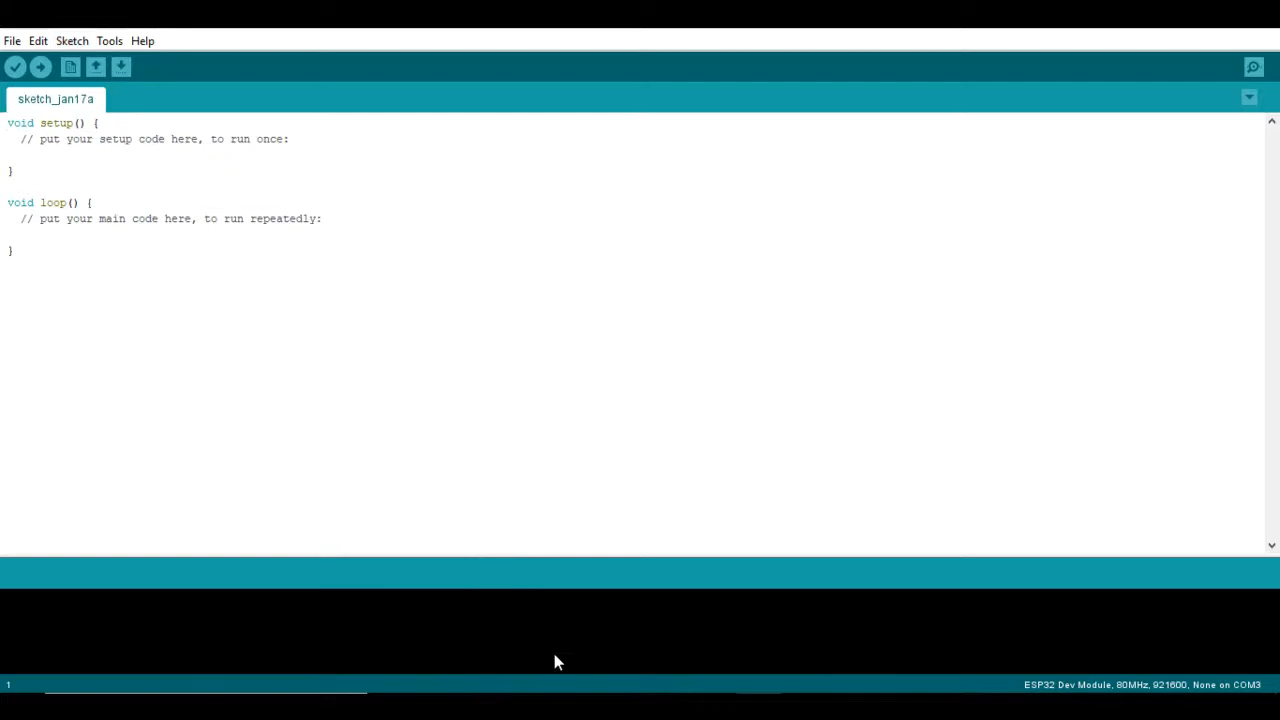 File Edit Sketch Tools Help
sketch_jan17a
void setup() {
  // put your setup code here, to run once:
}
void loop() {
  // put your main code here, to run repeatedly:
}
1
ESP32 Dev Module, 80MHz, 921600, None on COM3